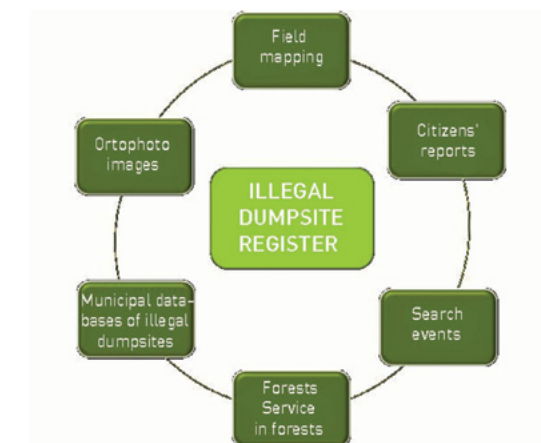 Field
mapping
Citizens'
reports
Ortophoto
images
ILLEGAL
DUMPSITE
REGISTER
Municipal data-
bases of illegal
dumpsites
Search
events
Forests
Service
in forests